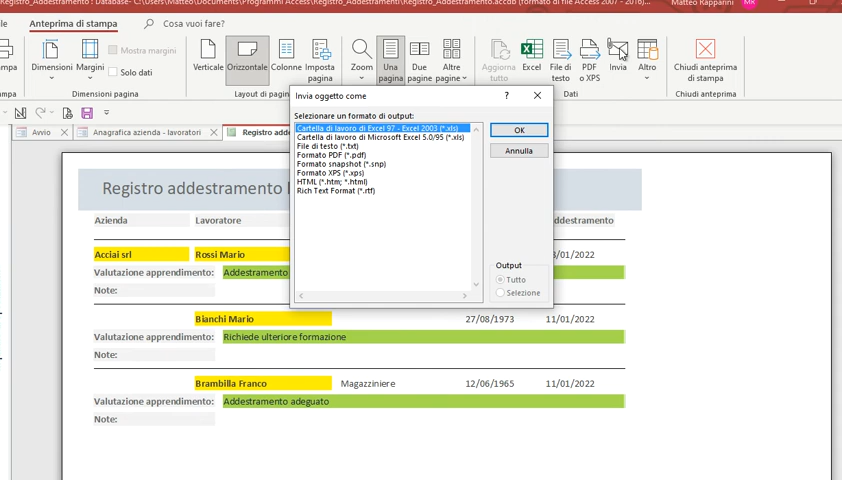 Registro_Addestramento : Database- C:\Users\Matteo\Documents\Programmi Access\Registro_Addestramenti\Registro_Addestramento.accdb (formato di file Access 2007 - 2016)...
Matteo Rapparini
MR
Anteprima di stampa
Cosa vuoi fare?
Dimensioni
Margini
Mostra margini
Solo dati
Verticale
Orizzontale
Colonne
Imposta pagina
Zoom
Una pagina
Due pagine
Altre pagine
Aggiorna tutto
Excel
File di testo
PDF o XPS
Invia
Altro
Chiudi anteprima di stampa
Dimensioni di pagina
Layout di pagina
Dati
Chiudi anteprima
Avvio
Anagrafica azienda - lavoratori
Registro adde
Invia oggetto come
?
Selezionare un formato di output:
Cartella di lavoro di Excel 97 - Excel 2003 (*.xls)
Cartella di lavoro di Microsoft Excel 5.0/95 (*.xls)
File di testo (*.txt)
Formato PDF (*.pdf)
Formato snapshot (*.snp)
Formato XPS (*.xps)
HTML (*.htm; *.html)
Rich Text Format (*.rtf)
OK
Annulla
Output
Tutto
Selezione
Registro addestramento
Azienda
Lavoratore
ddestramento
Acciai srl
Rossi Mario
/01/2022
Valutazione apprendimento:
Addestramento
Note:
Bianchi Mario
27/08/1973
11/01/2022
Valutazione apprendimento:
Richiede ulteriore formazione
Note:
Brambilla Franco
Magazziniere
12/06/1965
11/01/2022
Valutazione apprendimento:
Addestramento adeguato
Note: